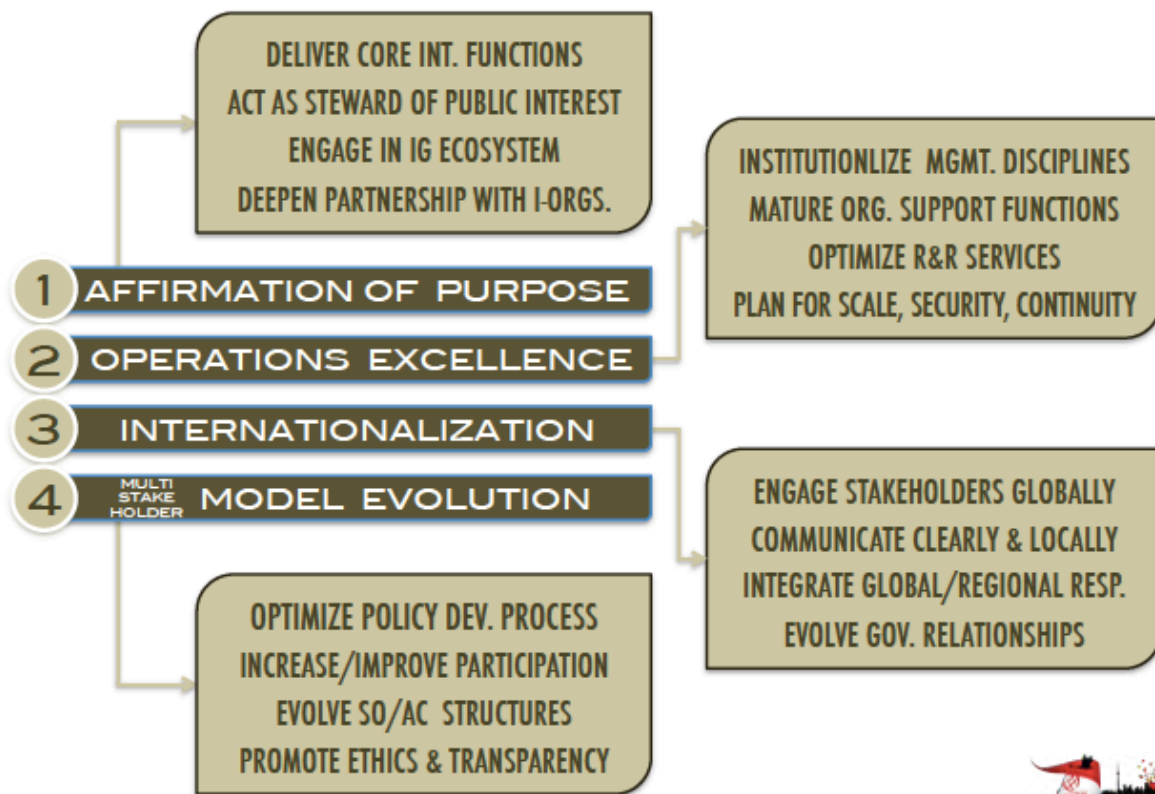 DELIVER CORE INT. FUNCTIONS
ACT AS STEWARD OF PUBLIC INTEREST
ENGAGE IN IG ECOSYSTEM
DEEPEN PARTNERSHIP WITH I-ORGS.
INSTITUTIONLIZE MGMT. DISCIPLINES
MATURE ORG. SUPPORT FUNCTIONS
OPTIMIZE R&R SERVICES
PLAN FOR SCALE, SECURITY, CONTINUITY
1 AFFIRMATION OF PURPOSE
2 OPERATIONS EXCELLENCE
3 INTERNATIONALIZATION
4 MULTI STAKE HOLDER MODEL EVOLUTION
ENGAGE STAKEHOLDERS GLOBALLY
COMMUNICATE CLEARLY & LOCALLY
INTEGRATE GLOBAL/REGIONAL RESP.
EVOLVE GOV. RELATIONSHIPS
OPTIMIZE POLICY DEV. PROCESS
INCREASE/IMPROVE PARTICIPATION
EVOLVE SO/AC STRUCTURES
PROMOTE ETHICS & TRANSPARENCY